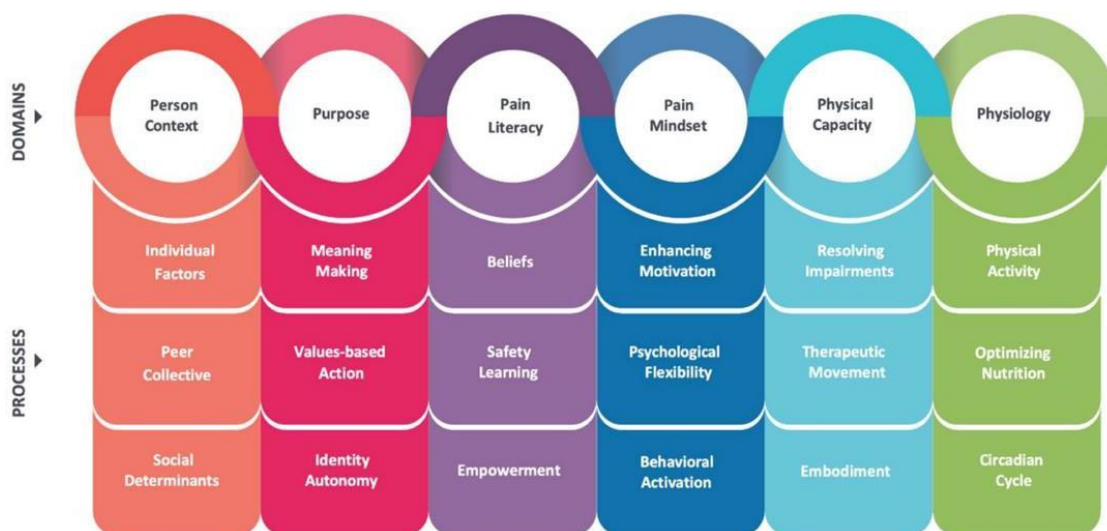 DOMAINS
Person
Context
Purpose
Pain
Literacy
Pain
Mindset
Physical
Capacity
Physiology
PROCESSES
Individual
Factors
Meaning
Making
Beliefs
Enhancing
Motivation
Resolving
Impairments
Physical
Activity
Peer
Collective
Values-based
Action
Safety
Learning
Psychological
Flexibility
Therapeutic
Movement
Optimizing
Nutrition
Social
Determinants
Identity
Autonomy
Empowerment
Behavioral
Activation
Embodiment
Circadian
Cycle